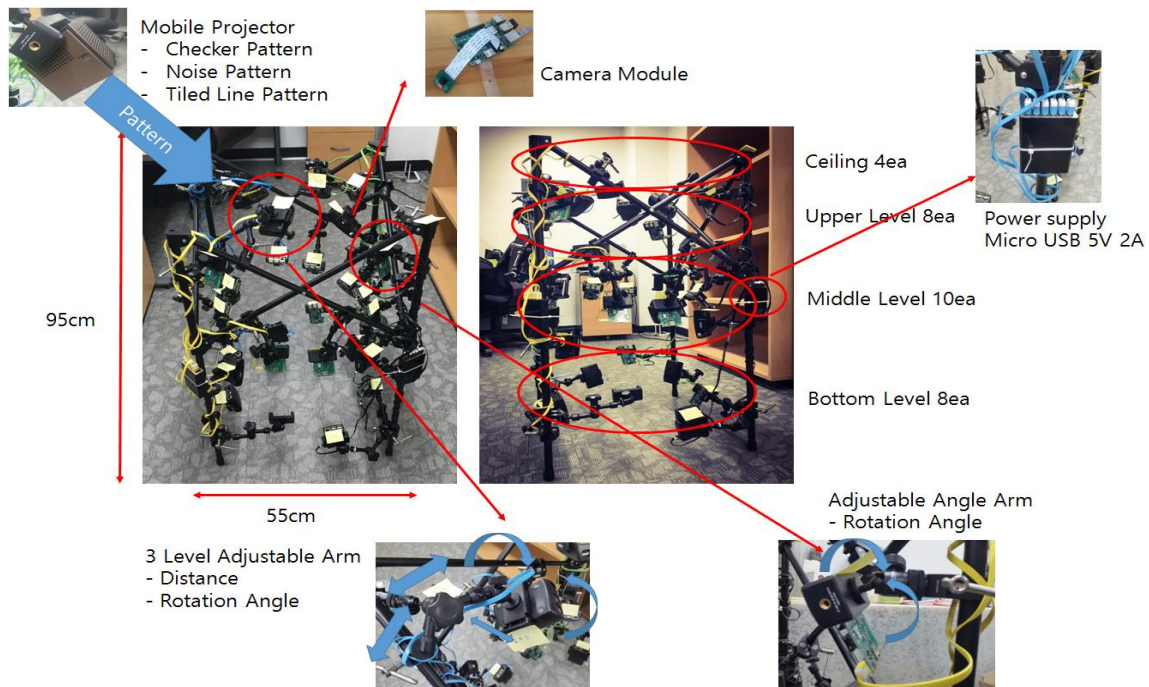 Mobile Projector
- Checker Pattern
- Noise Pattern
- Tiled Line Pattern
Pattern
Camera Module
Ceiling 4ea
Upper Level 8ea
Power supply
Micro USB 5V 2A
Middle Level 10ea
95cm
Bottom Level 8ea
55cm
Adjustable Angle Arm
- Rotation Angle
3 Level Adjustable Arm
- Distance
- Rotation Angle